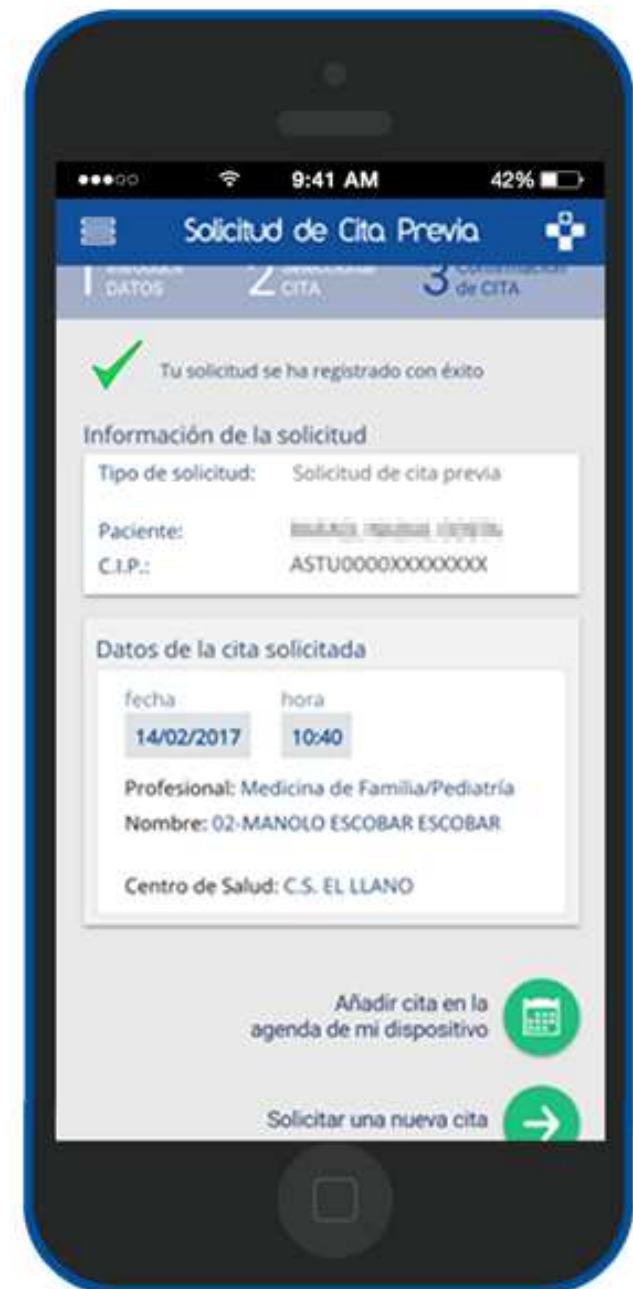 9:41 AM 42%
Solicitud de Cita Previa
1 2 3
DATOS CITA de CITA
Tu solicitud se ha registrado con éxito
Información de la solicitud
Tipo de solicitud: Solicitud de cita previa
Paciente:
C.I.P.: ASTU0000XXXXXXXX
Datos de la cita solicitada
fecha hora
14/02/2017 10:40
Profesional: Medicina de Familia/Pediatría
Nombre: 02-MANOLO ESCOBAR ESCOBAR
Centro de Salud: C.S. EL LLANO
Añadir cita en la
agenda de mi dispositivo
Solicitar una nueva cita